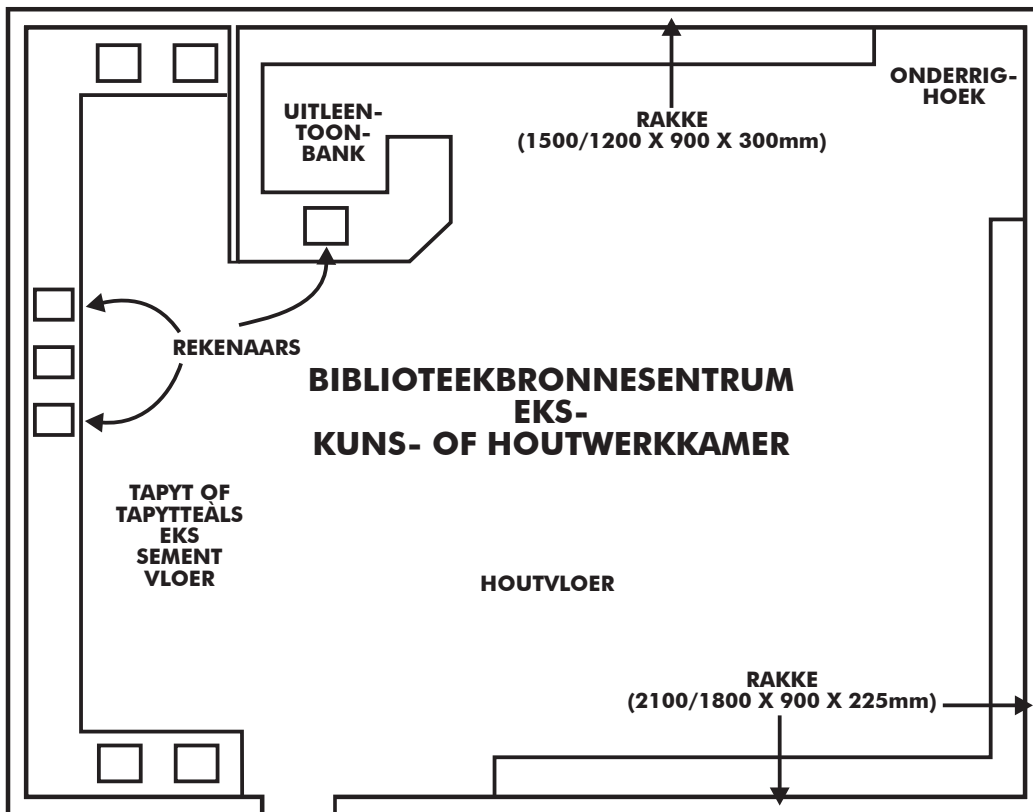 UITLEEN-
TOON-
BANK
RAKKE
(1500/1200 X 900 X 300mm)
ONDERRIG-
HOEK
REKENAARS
BIBLIOTEEKBRONNESENTRUM
EKS-
KUNS- OF HOUTWERKKAMER
TAPYT OF
TAPYTTEÀLS
EKS
SEMENT
VLOER
HOUTVLOER
RAKKE
(2100/1800 X 900 X 225mm)